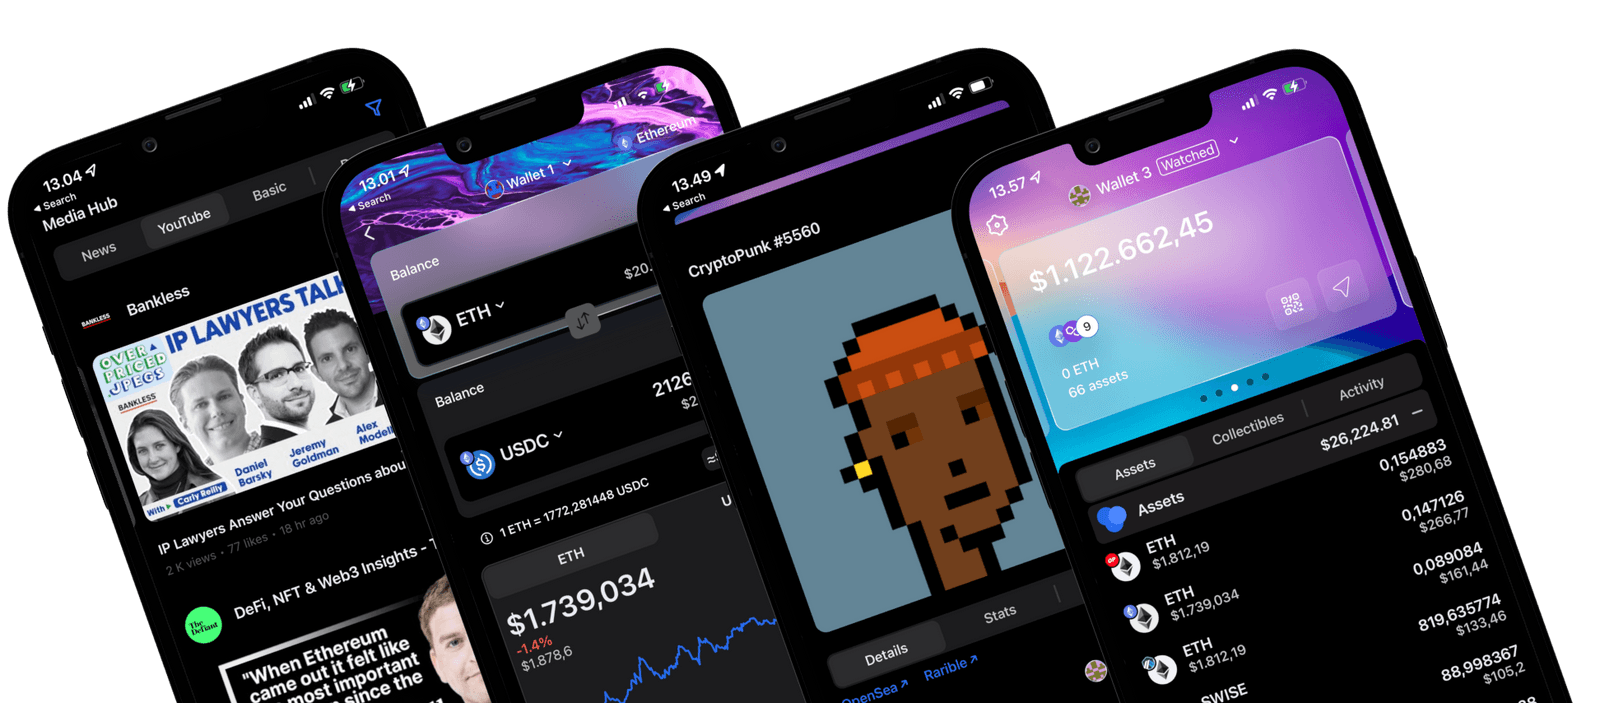 13.04
Search
Media Hub
News
YouTube
Basic
BANKLESS
Bankless
OVER
PRICED
JPEGS
IP LAWYERS TALK
BANKLESS
Daniel
Barsky
Jeremy
Goldman
Alex
With
Carly Reilly
IP Lawyers Answer Your Questions abou
2 K views • 77 likes • 18 hr ago
The
Defiant
DeFi, NFT & Web3 Insights -
"When Ethereum
came out it felt like
most important
since the
13.01
Search
Wallet 1
Ethereum
Balance
$20.
ETH
Balance
2126
$2
USDC
1 ETH = 1772,281448 USDC
U
ETH
$1.739,034
-1.4%
$1.878,6
13.49
Search
CryptoPunk #5560
Details
Stats
OpenSea
Rarible
13.57
Wallet 3
Watched
$1.122.662,45
9
0 ETH
66 assets
Assets
Collectibles
Activity
Assets
$26,224.81
OP
ETH
$1.812,19
0,154883
$280,68
ETH
$1.739,034
0,147126
$266,77
ETH
$1.812,19
0,089084
$161,44
SWISE
819,635774
$133,46
88,998367
$105,2